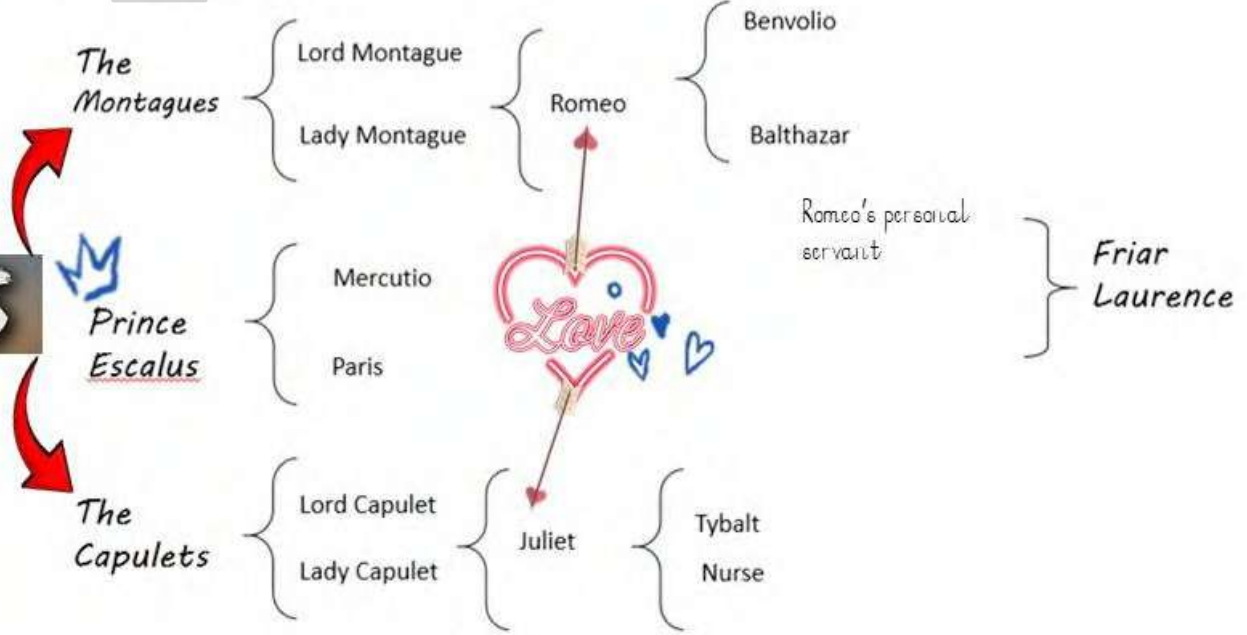 The
Montagues
Lord Montague
Lady Montague
Romeo
Benvolio
Balthazar
Romeo's personal
servant
Friar
Laurence
Prince
Escalus
Mercutio
Paris
Love
The
Capulets
Lord Capulet
Lady Capulet
Juliet
Tybalt
Nurse